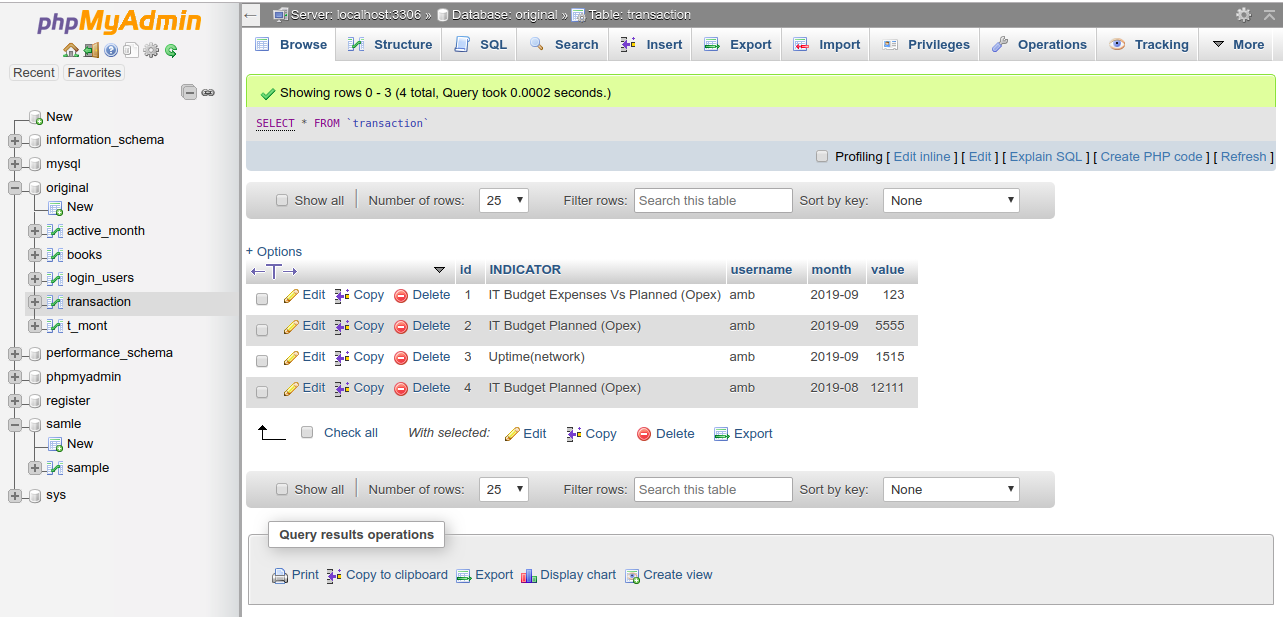 phpMyAdmin
Recent Favorites
New
information_schema
mysql
original
New
active_month
books
login_users
transaction
t_mont
performance_schema
phpmyadmin
register
samle
New
sample
sys
Server: localhost:3306 » Database: original » Table: transaction
Browse Structure SQL Search Insert Export Import Privileges Operations Tracking More
Showing rows 0 - 3 (4 total, Query took 0.0002 seconds.)
SELECT * FROM `transaction`
Profiling [ Edit inline ] [ Edit ] [ Explain SQL ] [ Create PHP code ] [ Refresh ]
Show all Number of rows: 25 Filter rows: Search this table Sort by key: None
+ Options
←T→ Id INDICATOR username month value
Edit Copy Delete 1 IT Budget Expenses Vs Planned (Opex) amb 2019-09 123
Edit Copy Delete 2 IT Budget Planned (Opex) amb 2019-09 5555
Edit Copy Delete 3 Uptime(network) amb 2019-09 1515
Edit Copy Delete 4 IT Budget Planned (Opex) amb 2019-08 12111
Check all With selected: Edit Copy Delete Export
Show all Number of rows: 25 Filter rows: Search this table Sort by key: None
Query results operations
Print Copy to clipboard Export Display chart Create view